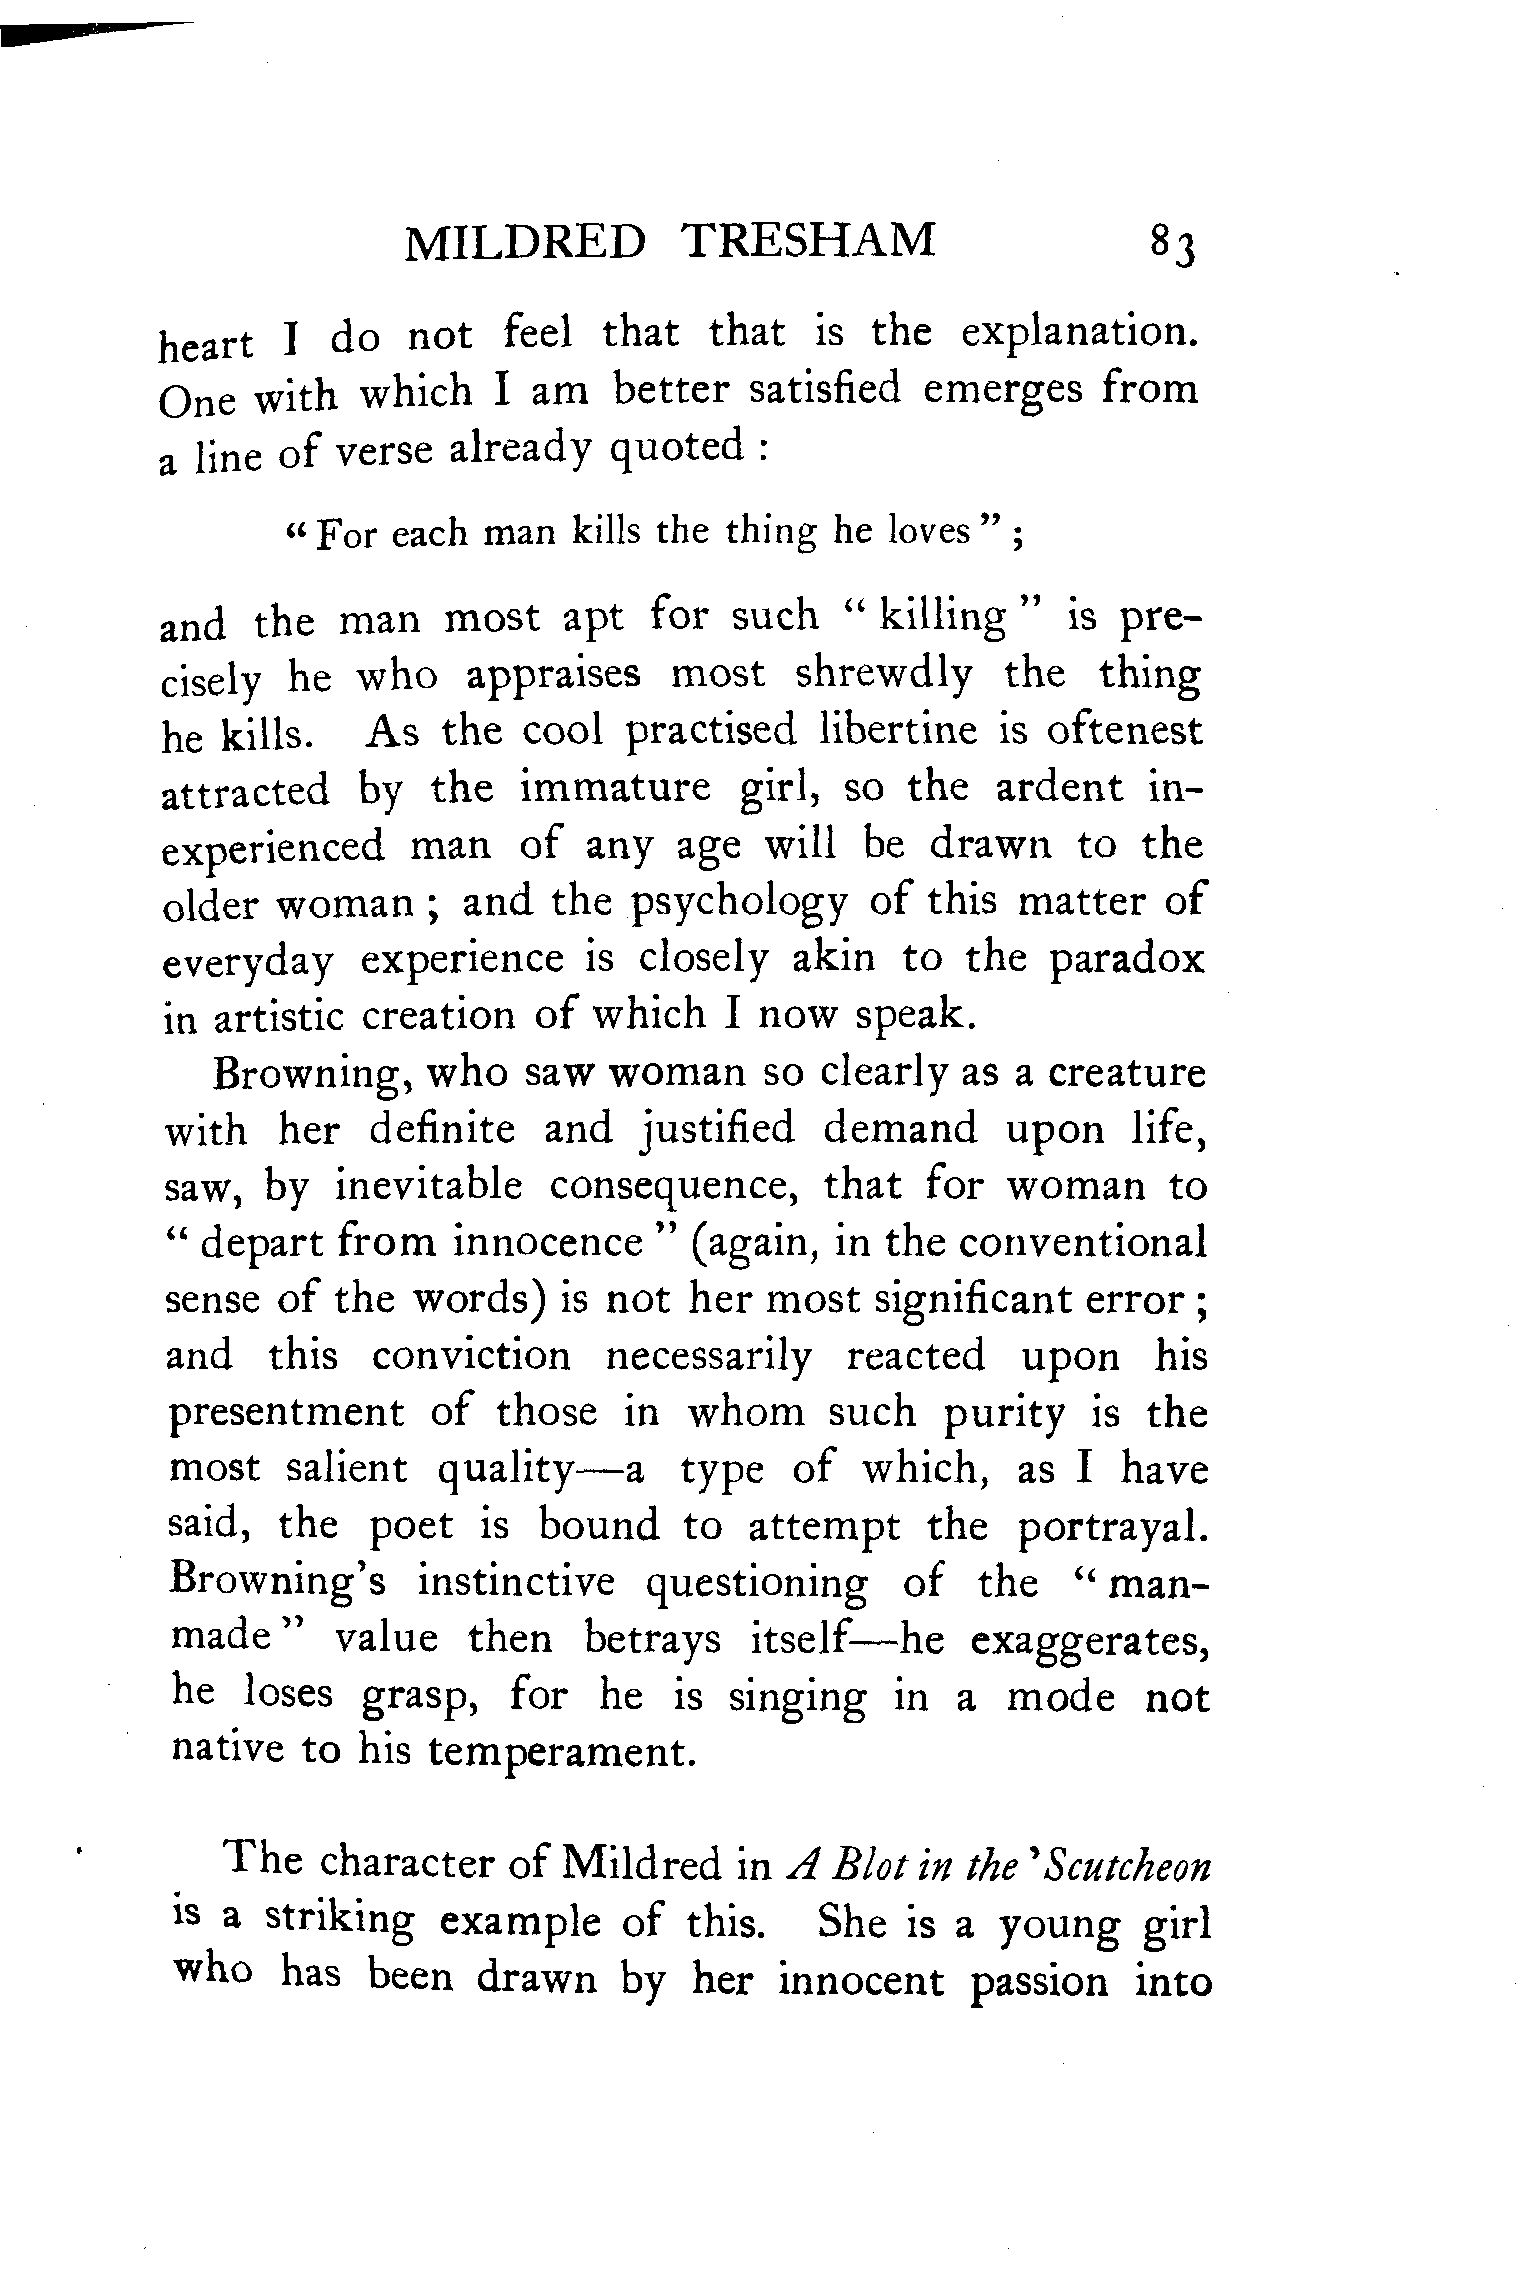 MILDRED TRESHAM 83
heart I do not feel that that is the explanation.
One with which I am better satisfied emerges from
a line of verse already quoted :
“ For each man kills the thing he loves ” ;
and the man most apt for such “ killing ” is pre-
cisely he who appraises most shrewdly the thing
he kills. As the cool practised libertine is oftenest
attracted by the immature girl, so the ardent in-
experienced man of any age will be drawn to the
older woman ; and the psychology of this matter of
everyday experience is closely akin to the paradox
in artistic creation of which I now speak.
Browning, who saw woman so clearly as a creature
with her definite and justified demand upon life,
saw, by inevitable consequence, that for woman to
“ depart from innocence ” (again, in the conventional
sense of the words) is not her most significant error ;
and this conviction necessarily reacted upon his
presentment of those in whom such purity is the
most salient quality—a type of which, as I have
said, the poet is bound to attempt the portrayal.
Browning’s instinctive questioning of the “ man-
made ” value then betrays itself—he exaggerates,
he loses grasp, for he is singing in a mode not
native to his temperament.
The character of Mildred in A Blot in the ’Scutcheon
is a striking example of this. She is a young girl
who has been drawn by her innocent passion into